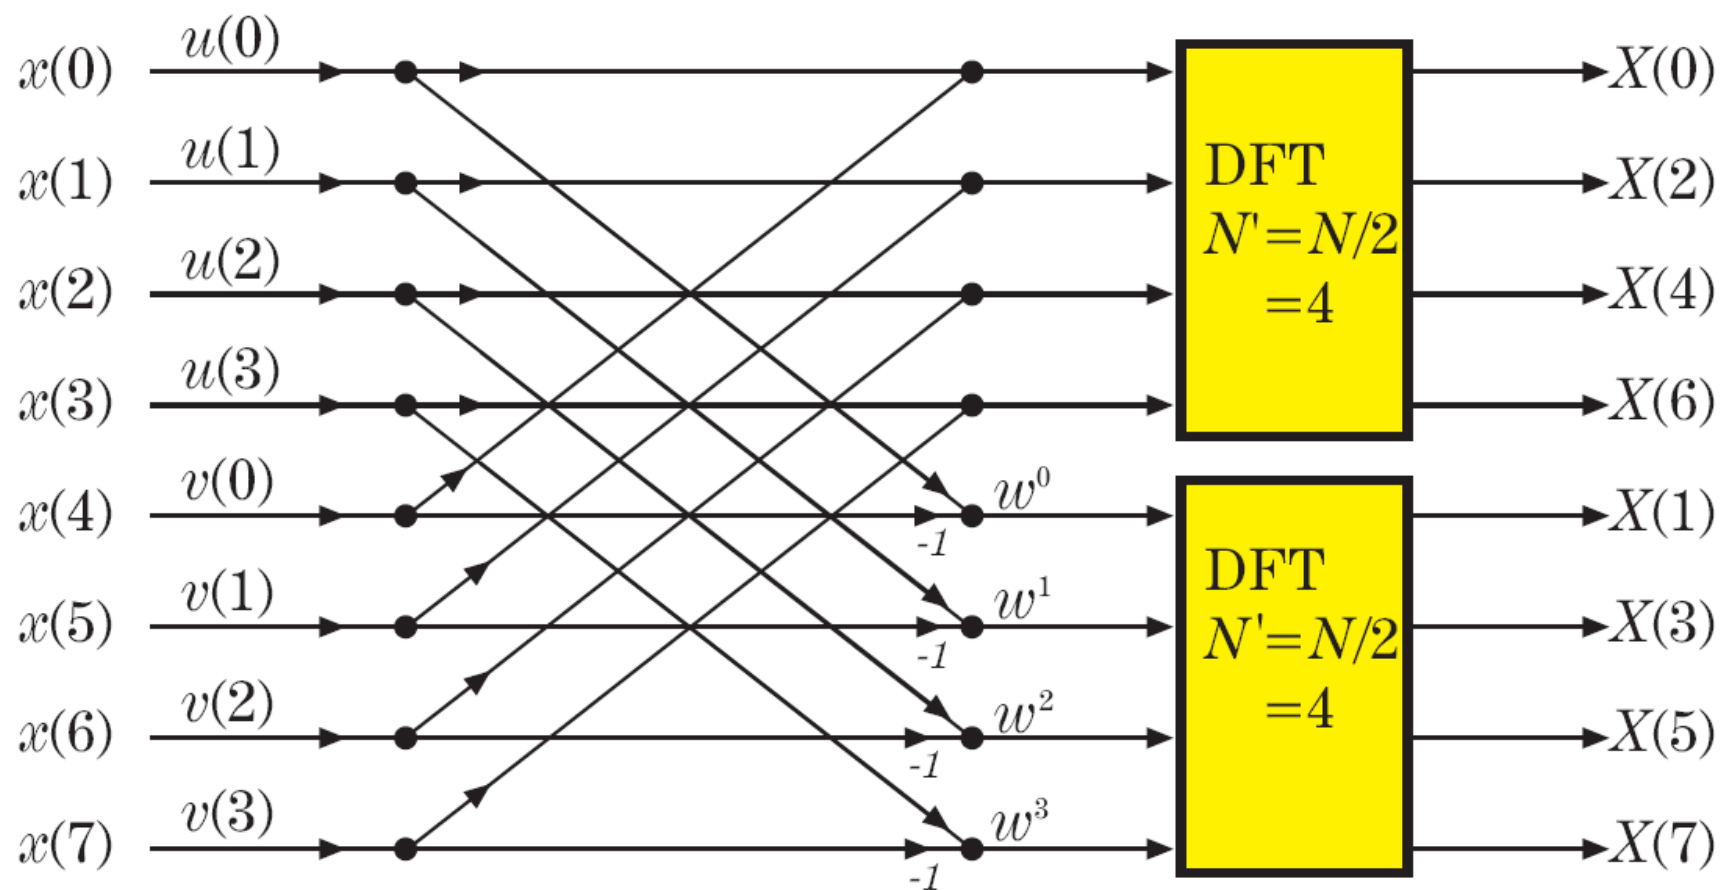 x(0) u(0) X(0)
x(1) u(1) X(2)
x(2) u(2) X(4)
x(3) u(3) X(6)
DFT
N'=N/2
=4
x(4) v(0) -1 w⁰ X(1)
x(5) v(1) -1 w¹ X(3)
x(6) v(2) -1 w² X(5)
x(7) v(3) -1 w³ X(7)
DFT
N'=N/2
=4